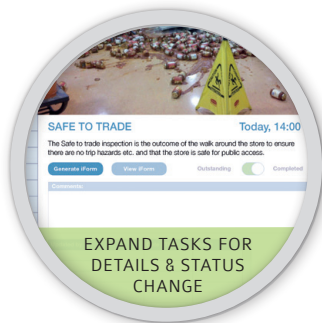 SAFE TO TRADE Today, 14:00
The Safe to trade inspection is the outcome of the walk around the store to ensure
there are no trip hazards etc. and that the store is safe for public access.
Generate iForm View iForm Outstanding Completed
Comments
EXPAND TASKS FOR
DETAILS & STATUS
CHANGE